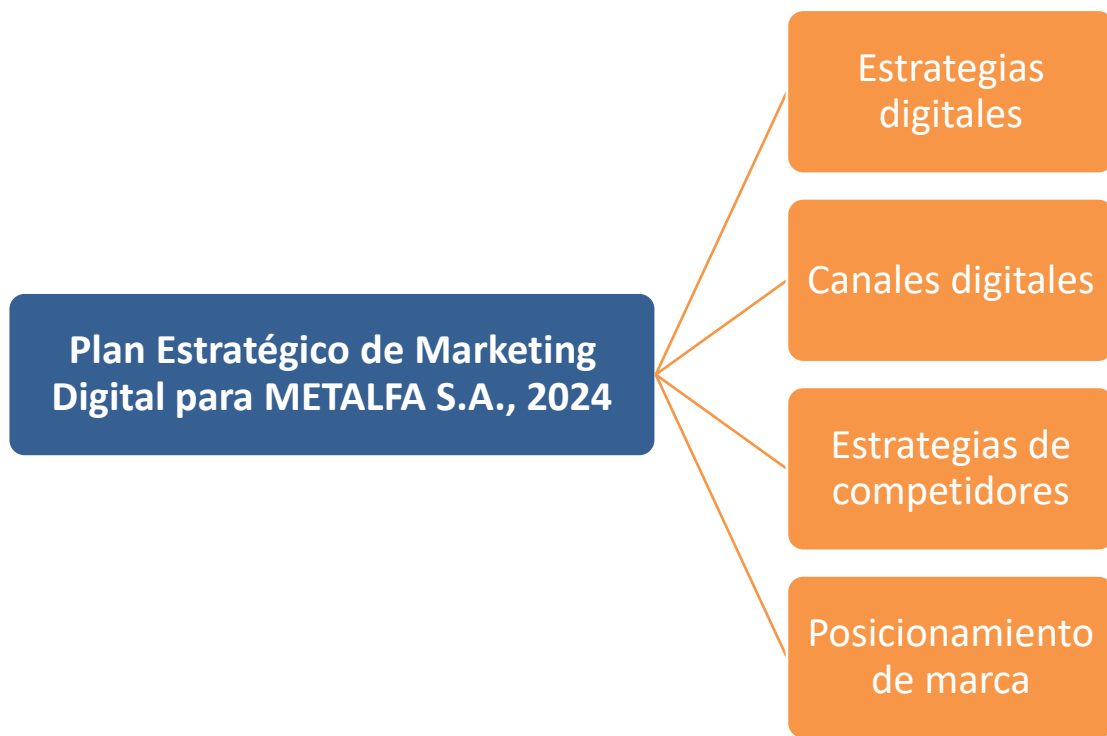 Estrategias
digitales
Canales digitales
Plan Estratégico de Marketing
Digital para METALFA S.A., 2024
Estrategias de
competidores
Posicionamiento
de marca